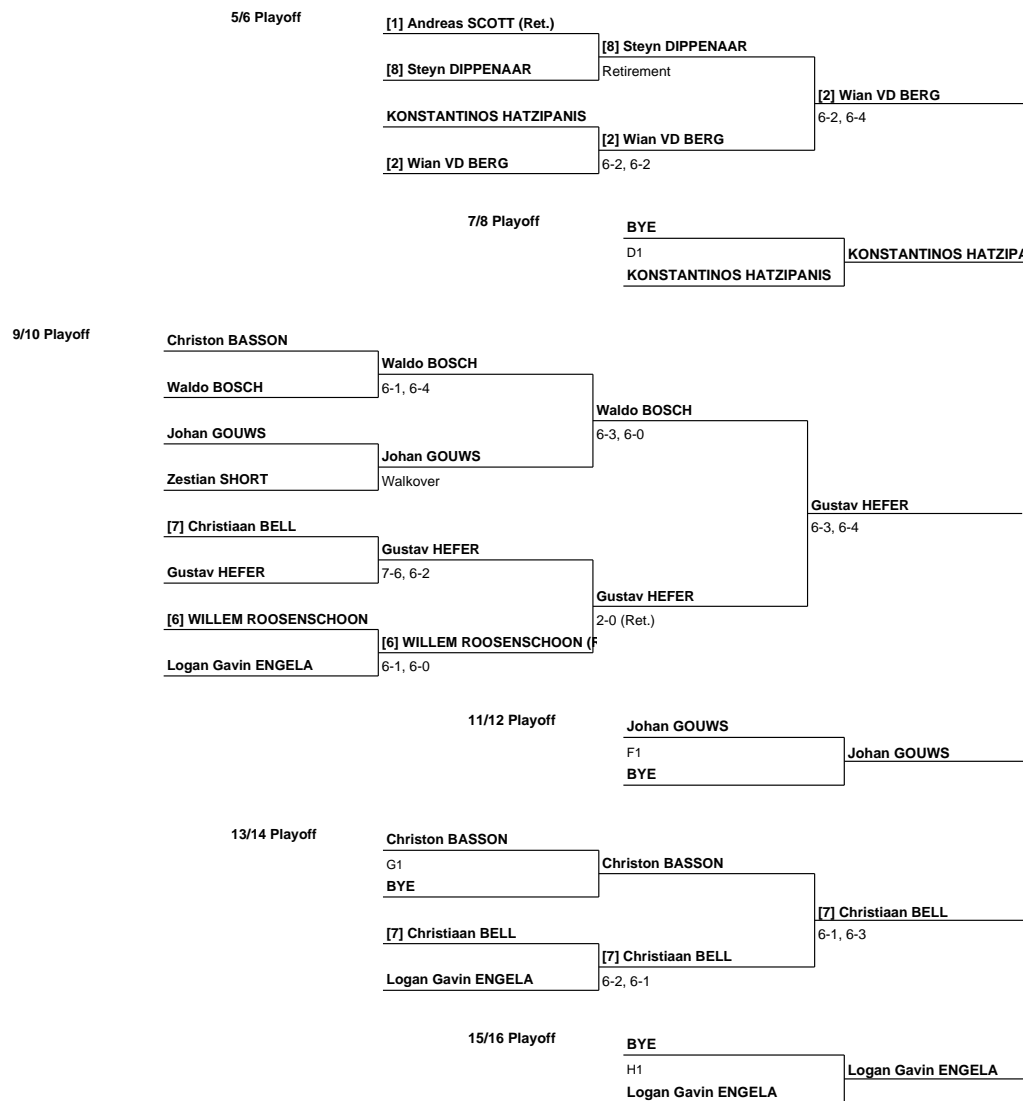 5/6 Playoff
[1] Andreas SCOTT (Ret.)
[8] Steyn DIPPENAAR
[8] Steyn DIPPENAAR
Retirement
[2] Wian VD BERG
6-2, 6-4
KONSTANTINOS HATZIPANIS
[2] Wian VD BERG
[2] Wian VD BERG
6-2, 6-2
7/8 Playoff
BYE
D1
KONSTANTINOS HATZIPA
KONSTANTINOS HATZIPANIS
9/10 Playoff
Christon BASSON
Waldo BOSCH
Waldo BOSCH
6-1, 6-4
Waldo BOSCH
6-3, 6-0
Johan GOUWS
Johan GOUWS
Zestian SHORT
Walkover
Gustav HEFER
6-3, 6-4
[7] Christiaan BELL
Gustav HEFER
Gustav HEFER
7-6, 6-2
Gustav HEFER
2-0 (Ret.)
[6] WILLEM ROOSENSCHOON
[6] WILLEM ROOSENSCHOON (R
Logan Gavin ENGELA
6-1, 6-0
11/12 Playoff
Johan GOUWS
F1
Johan GOUWS
BYE
13/14 Playoff
Christon BASSON
G1
Christon BASSON
BYE
[7] Christiaan BELL
6-1, 6-3
[7] Christiaan BELL
[7] Christiaan BELL
Logan Gavin ENGELA
6-2, 6-1
15/16 Playoff
BYE
H1
Logan Gavin ENGELA
Logan Gavin ENGELA